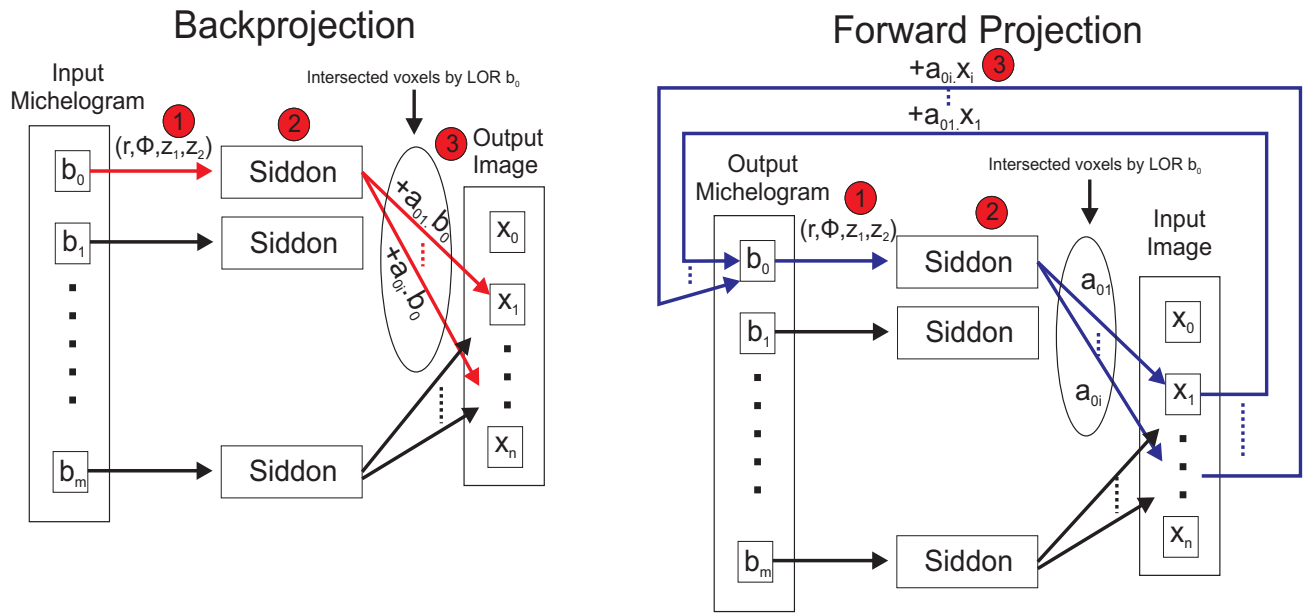 Backprojection
Intersected voxels by LOR b₀
Input
Michelogram
1
(r,Φ,z₁,z₂)
2
3
Output
Image
b₀
Siddon
+a₀₁.b₀
+a₀ᵢ.b₀
x₀
b₁
Siddon
x₁
bₘ
Siddon
xₙ
Forward Projection
+a₀ᵢ.xᵢ
3
+a₀₁.x₁
Intersected voxels by LOR b₀
Output
Michelogram
1
(r,Φ,z₁,z₂)
2
Input
Image
b₀
Siddon
a₀₁
x₀
b₁
Siddon
a₀ᵢ
x₁
bₘ
Siddon
xₙ